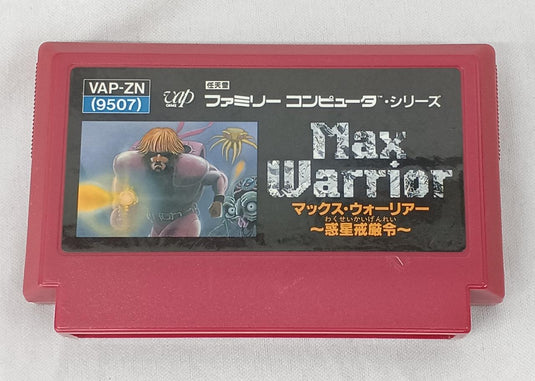 VAP-ZN
(9507)
vap
GAME
任天堂
ファミリー コンピュータ・シリーズ
Max
Warrior
マックス・ウォーリアー
わくせいかいげんれい
～惑星戒厳令～